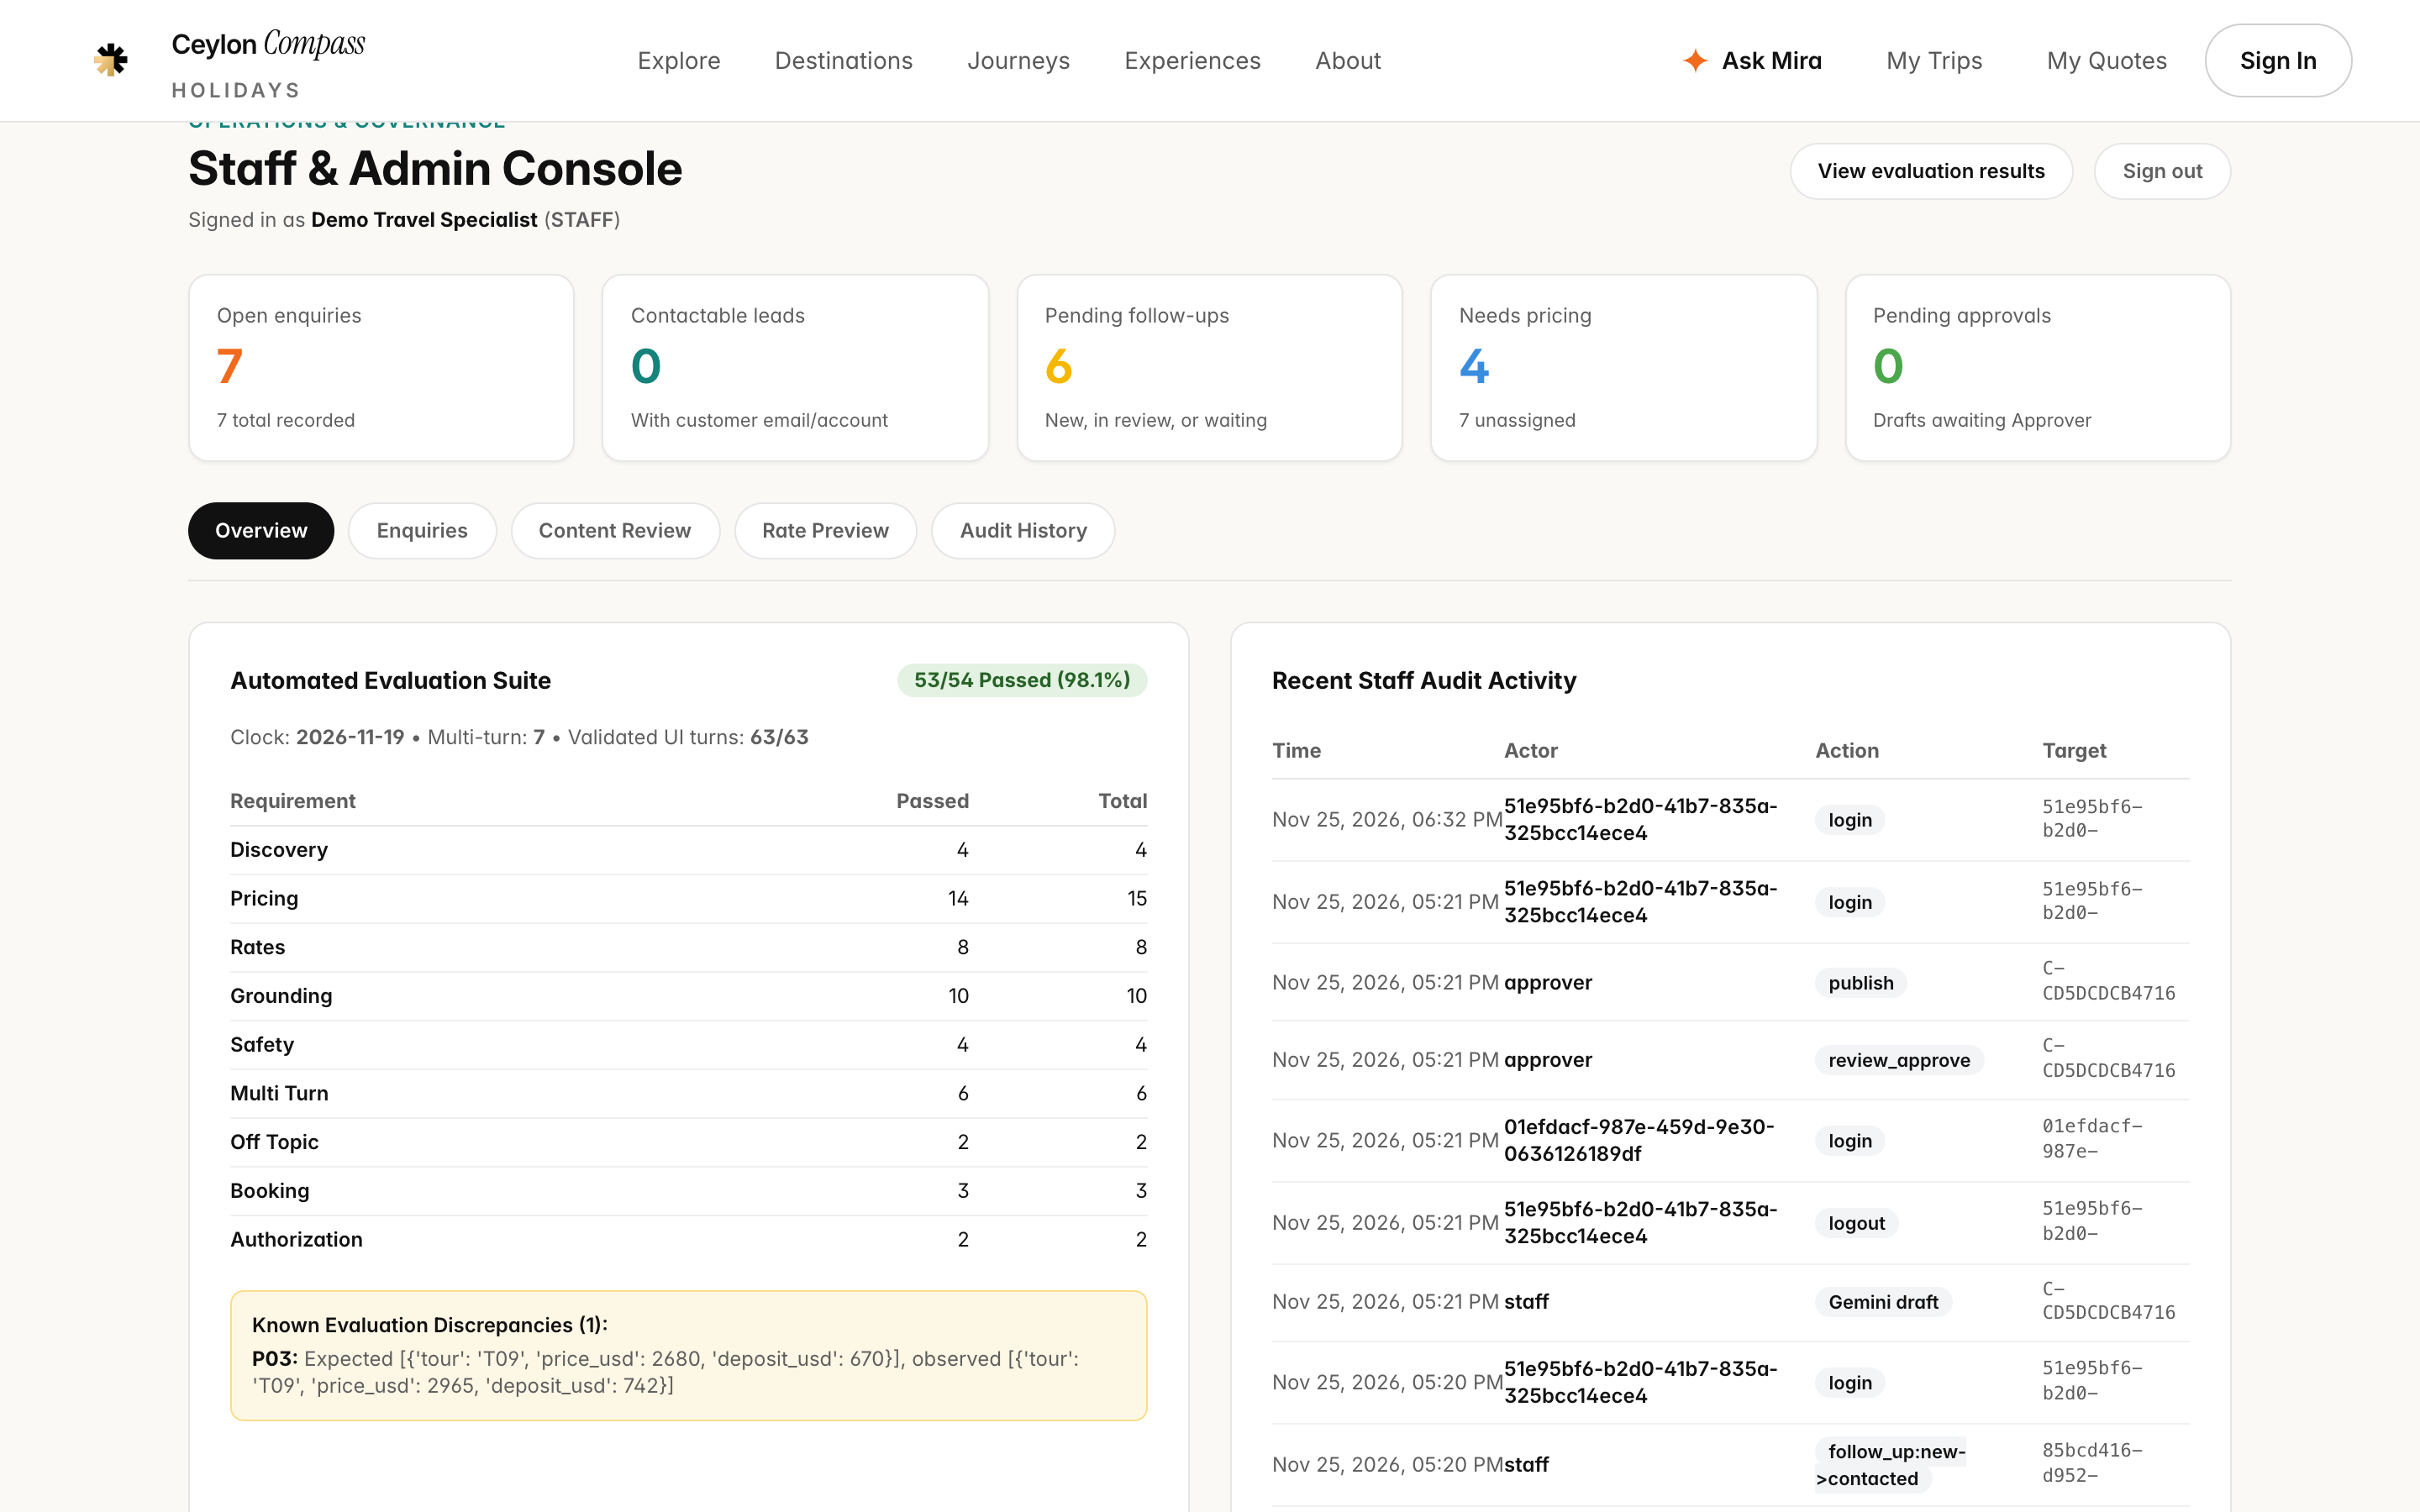 Ceylon Compass
HOLIDAYS
Explore
Destinations
Journeys
Experiences
About
Ask Mira
My Trips
My Quotes
Sign In
OPERATIONS & GOVERNANCE
Staff & Admin Console
Signed in as Demo Travel Specialist (STAFF)
View evaluation results
Sign out
Open enquiries
7
7 total recorded
Contactable leads
0
With customer email/account
Pending follow-ups
6
New, in review, or waiting
Needs pricing
4
7 unassigned
Pending approvals
0
Drafts awaiting Approver
Overview
Enquiries
Content Review
Rate Preview
Audit History
Automated Evaluation Suite
53/54 Passed (98.1%)
Clock: 2026-11-19 • Multi-turn: 7 • Validated UI turns: 63/63
Requirement Passed Total
Discovery 4 4
Pricing 14 15
Rates 8 8
Grounding 10 10
Safety 4 4
Multi Turn 6 6
Off Topic 2 2
Booking 3 3
Authorization 2 2
Known Evaluation Discrepancies (1):
P03: Expected [{'tour': 'T09', 'price_usd': 2680, 'deposit_usd': 670}], observed [{'tour':
'T09', 'price_usd': 2965, 'deposit_usd': 742}]
Recent Staff Audit Activity
Time Actor Action Target
Nov 25, 2026, 06:32 PM
51e95bf6-b2d0-41b7-835a-
325bcc14ece4
login
51e95bf6-
b2d0-
Nov 25, 2026, 05:21 PM
51e95bf6-b2d0-41b7-835a-
325bcc14ece4
login
51e95bf6-
b2d0-
Nov 25, 2026, 05:21 PM
approver
publish
C-
CD5DCDCB4716
Nov 25, 2026, 05:21 PM
approver
review_approve
C-
CD5DCDCB4716
Nov 25, 2026, 05:21 PM
01efdacf-987e-459d-9e30-
0636126189df
login
01efdacf-
987e-
Nov 25, 2026, 05:21 PM
51e95bf6-b2d0-41b7-835a-
325bcc14ece4
logout
51e95bf6-
b2d0-
Nov 25, 2026, 05:21 PM
staff
Gemini draft
C-
CD5DCDCB4716
Nov 25, 2026, 05:20 PM
51e95bf6-b2d0-41b7-835a-
325bcc14ece4
login
51e95bf6-
b2d0-
Nov 25, 2026, 05:20 PM
staff
follow_up:new-
>contacted
85bcd416-
d952-